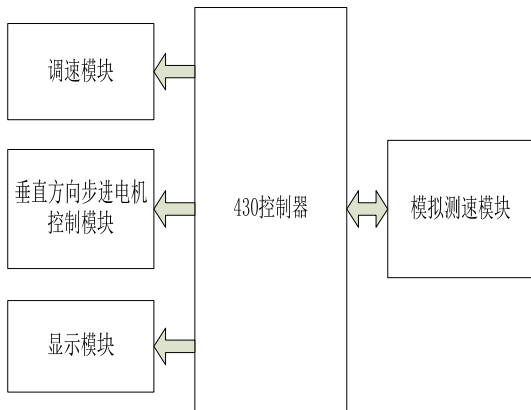 调速模块
垂直方向步进电机
控制模块
显示模块
430控制器
模拟测速模块